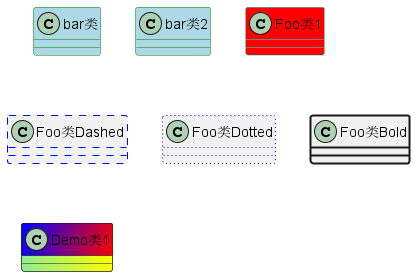 C bar类
C bar类2
C Foo类1
C Foo类Dashed
C Foo类Dotted
C Foo类Bold
C Demo类1